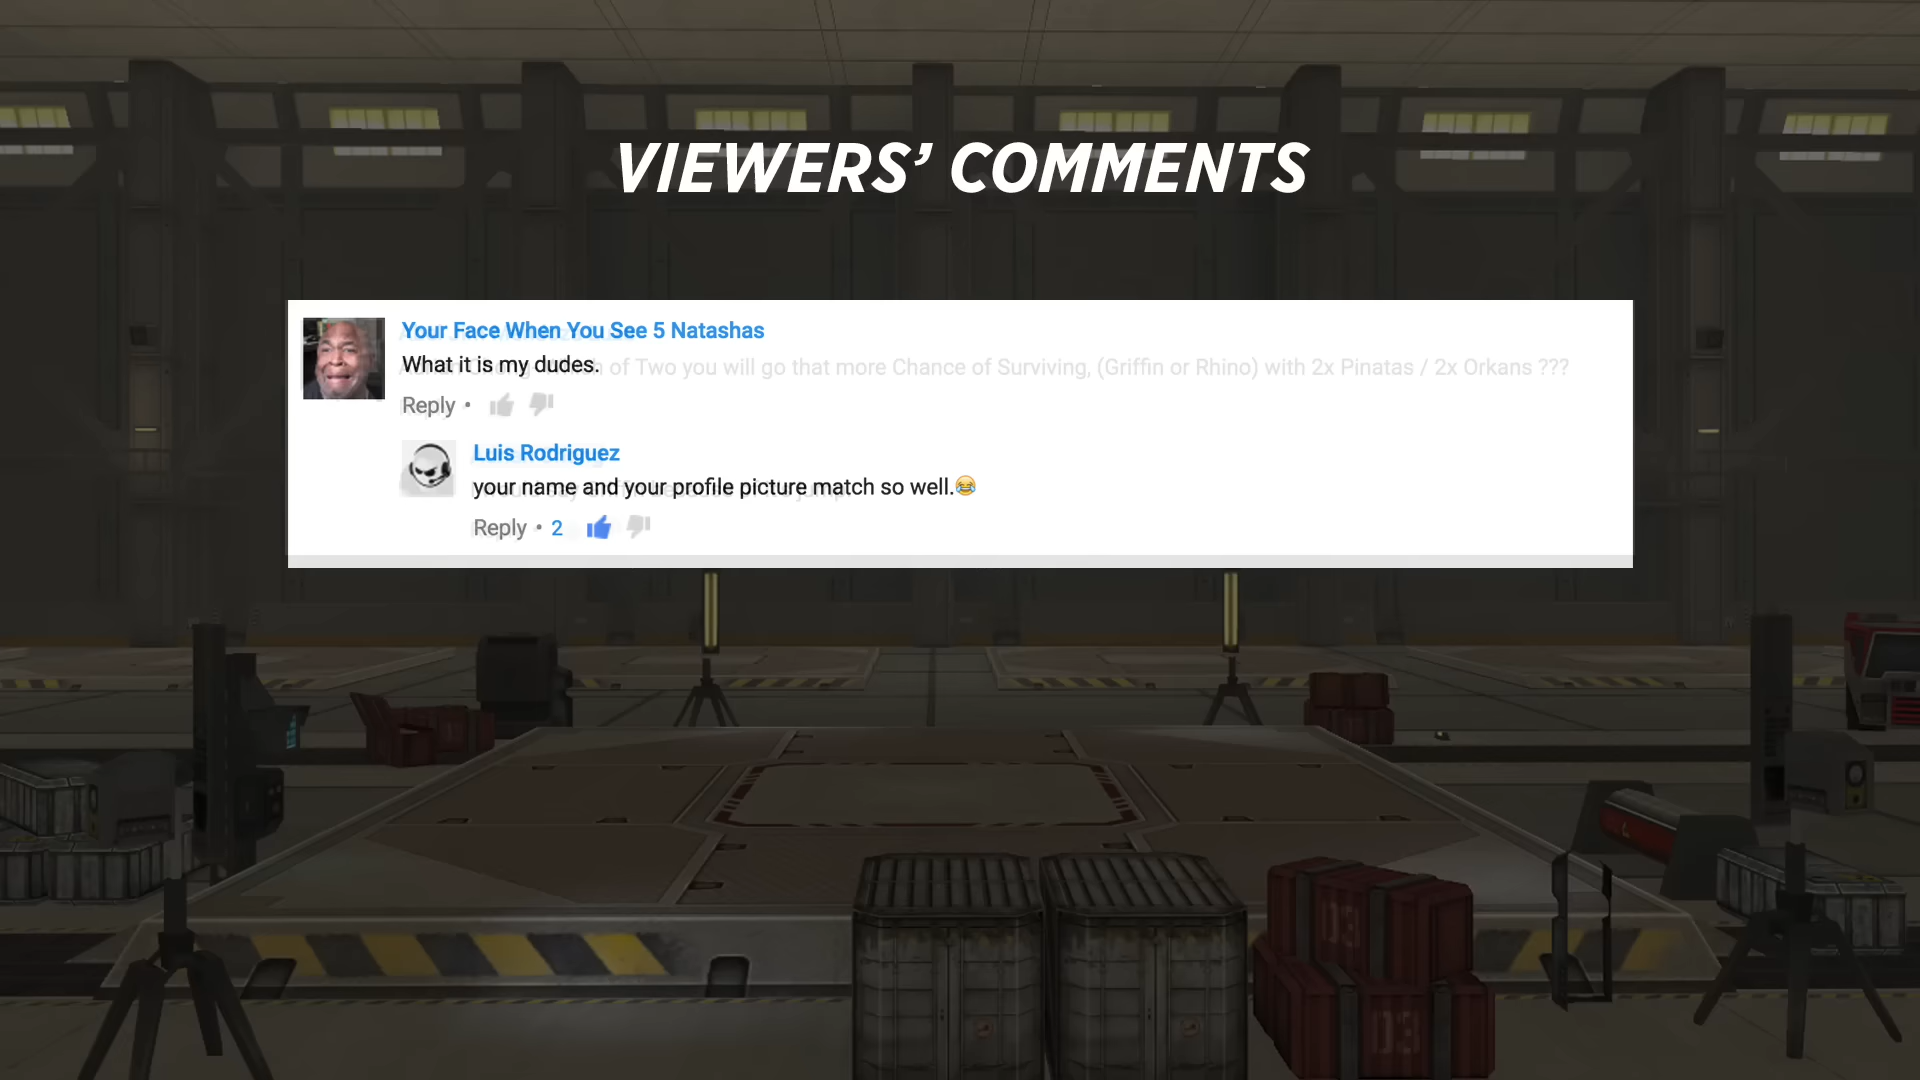 VIEWERS’ COMMENTS
Your Face When You See 5 Natashas
What it is my dudes.
of Two you will go that more Chance of Surviving, (Griffin or Rhino) with 2x Pinatas / 2x Orkans ???
Reply •
Luis Rodriguez
your name and your profile picture match so well.😂
Reply • 2
D3
D3